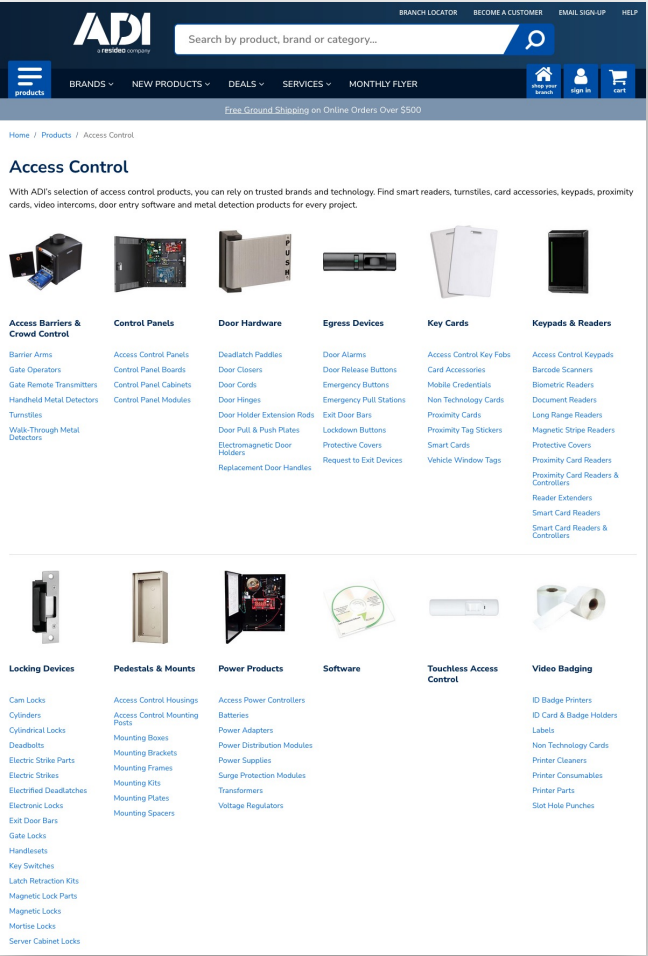 BRANCH LOCATOR BECOME A CUSTOMER EMAIL SIGN-UP HELP
ADI
a resideo company
Search by product, brand or category...
products
BRANDS NEW PRODUCTS DEALS SERVICES MONTHLY FLYER
shop your branch
sign in
cart
Free Ground Shipping on Online Orders Over $500
Home / Products / Access Control
Access Control
With ADI's selection of access control products, you can rely on trusted brands and technology. Find smart readers, turnstiles, card accessories, keypads, proximity
cards, video intercoms, door entry software and metal detection products for every project.
PUSH
Access Barriers &
Crowd Control
Barrier Arms
Gate Operators
Gate Remote Transmitters
Handheld Metal Detectors
Turnstiles
Walk-Through Metal
Detectors
Control Panels
Access Control Panels
Control Panel Boards
Control Panel Cabinets
Control Panel Modules
Door Hardware
Deadlatch Paddles
Door Closers
Door Cords
Door Hinges
Door Holder Extension Rods
Door Pull & Push Plates
Electromagnetic Door
Holders
Replacement Door Handles
Egress Devices
Door Alarms
Door Release Buttons
Emergency Buttons
Emergency Pull Stations
Exit Door Bars
Lockdown Buttons
Protective Covers
Request to Exit Devices
Key Cards
Access Control Key Fobs
Card Accessories
Mobile Credentials
Non Technology Cards
Proximity Cards
Proximity Tag Stickers
Smart Cards
Vehicle Window Tags
Keypads & Readers
Access Control Keypads
Barcode Scanners
Biometric Readers
Document Readers
Long Range Readers
Magnetic Stripe Readers
Protective Covers
Proximity Card Readers
Proximity Card Readers &
Controllers
Reader Extenders
Smart Card Readers
Smart Card Readers &
Controllers
Locking Devices
Cam Locks
Cylinders
Cylindrical Locks
Deadbolts
Electric Strike Parts
Electric Strikes
Electrified Deadlatches
Electronic Locks
Exit Door Bars
Gate Locks
Handlesets
Key Switches
Latch Retraction Kits
Magnetic Lock Parts
Magnetic Locks
Mortise Locks
Server Cabinet Locks
Pedestals & Mounts
Access Control Housings
Access Control Mounting
Posts
Mounting Boxes
Mounting Brackets
Mounting Frames
Mounting Kits
Mounting Plates
Mounting Spacers
Power Products
Access Power Controllers
Batteries
Power Adapters
Power Distribution Modules
Power Supplies
Surge Protection Modules
Transformers
Voltage Regulators
Software
Touchless Access
Control
Video Badging
ID Badge Printers
ID Card & Badge Holders
Labels
Non Technology Cards
Printer Cleaners
Printer Consumables
Printer Parts
Slot Hole Punches